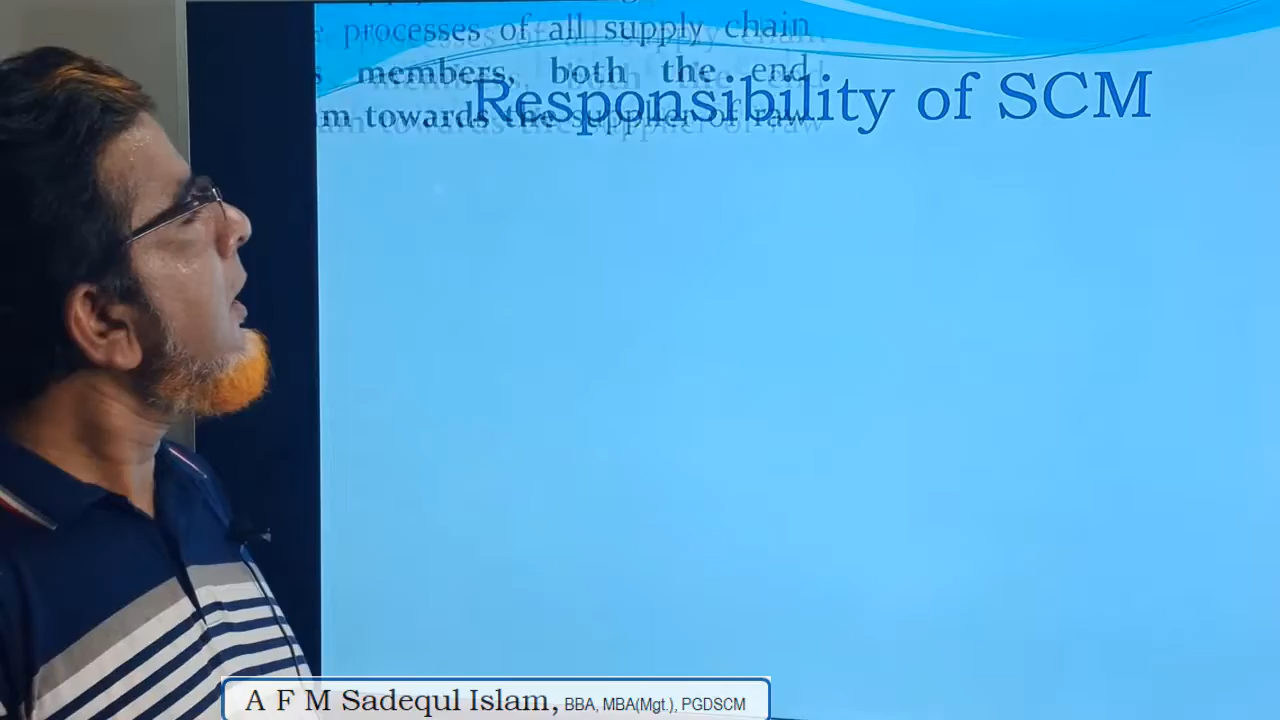 processes of all supply chain
members, both the end
towards the supplier of raw
Responsibility of SCM
A F M Sadequl Islam, BBA, MBA(Mgt.), PGDSCM